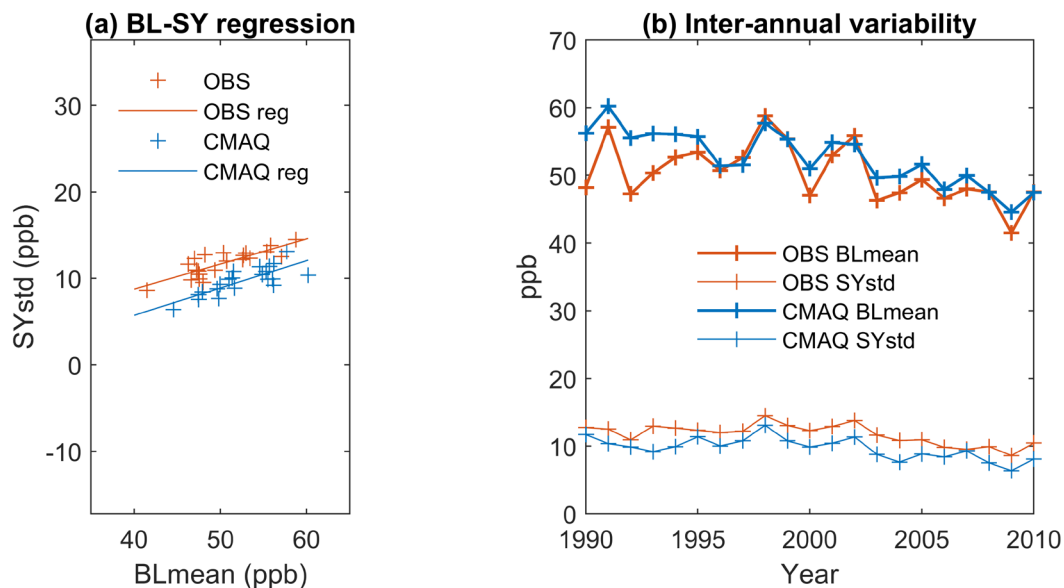 (a) BL-SY regression
SYstd (ppb)
30
20
10
0
-10
OBS
OBS reg
CMAQ
CMAQ reg
40
50
60
BLmean (ppb)
(b) Inter-annual variability
ppb
70
60
50
40
30
20
10
0
OBS BLmean
OBS SYstd
CMAQ BLmean
CMAQ SYstd
1990
1995
2000
2005
2010
Year